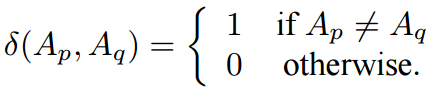 δ(A_p, A_q) = { 1 if A_p ≠ A_q
0 otherwise.